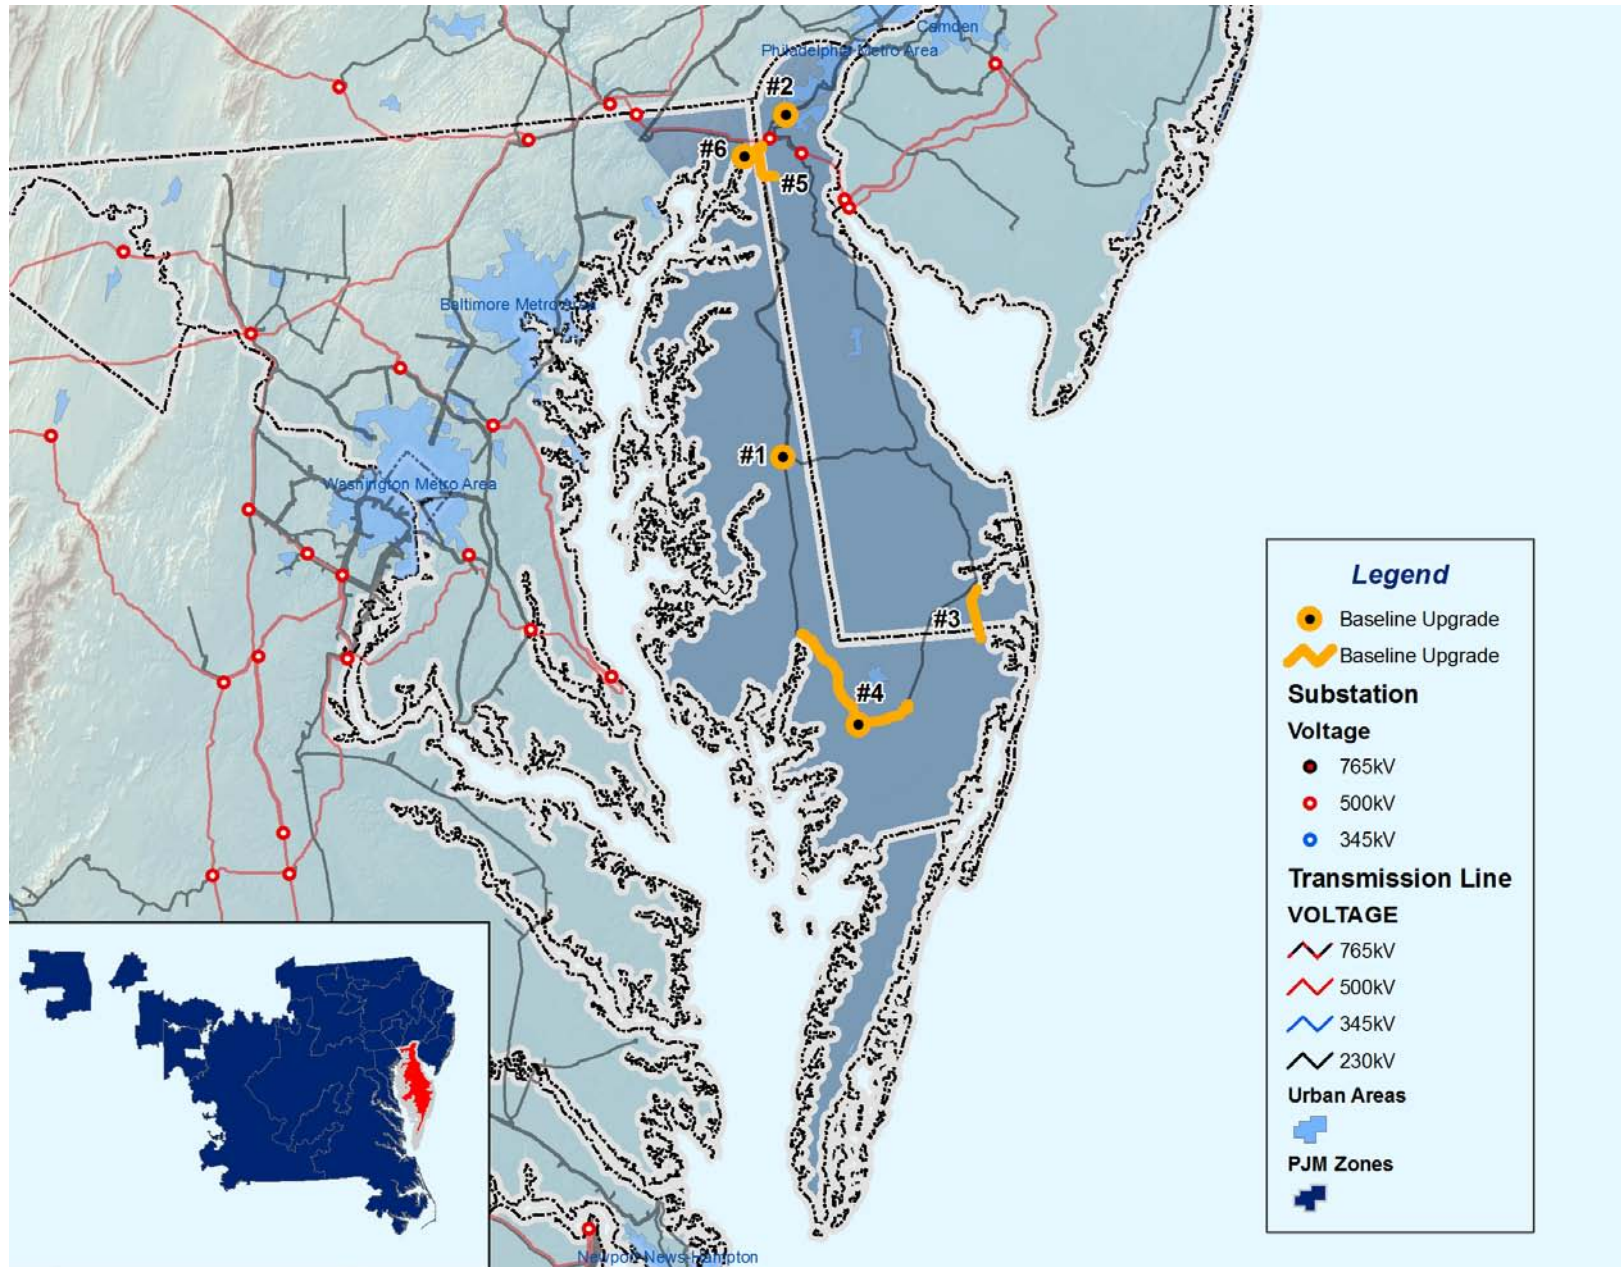 Camden
Philadelphia Metro Area
#2
#6
#5
Baltimore Metro Area
#1
Washington Metro Area
#3
#4
Newport News-Hampton
Legend
Baseline Upgrade
Baseline Upgrade
Substation
Voltage
765kV
500kV
345kV
Transmission Line
VOLTAGE
765kV
500kV
345kV
230kV
Urban Areas
PJM Zones